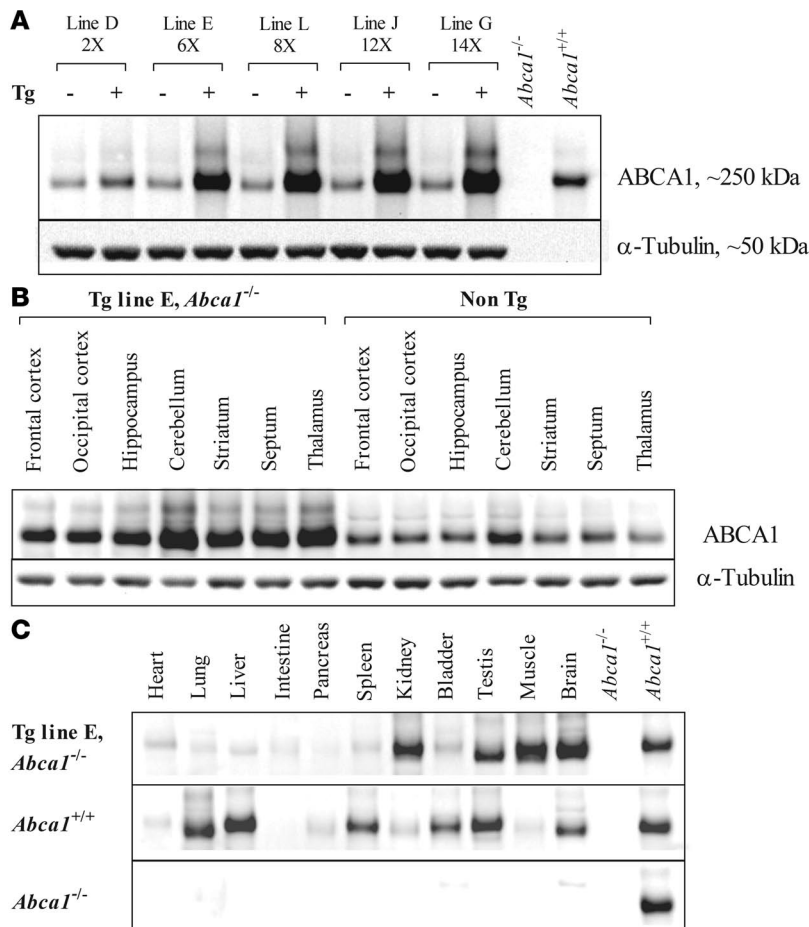 A
Line D Line E Line L Line J Line G
2X 6X 8X 12X 14X
Abca1-/-
Abca1+/+
Tg - + - + - + - + - +
ABCA1, ~250 kDa
α-Tubulin, ~50 kDa
B
Tg line E, Abca1-/- Non Tg
Frontal cortex
Occipital cortex
Hippocampus
Cerebellum
Striatum
Septum
Thalamus
Frontal cortex
Occipital cortex
Hippocampus
Cerebellum
Striatum
Septum
Thalamus
ABCA1
α-Tubulin
C
Heart
Lung
Liver
Intestine
Pancreas
Spleen
Kidney
Bladder
Testis
Muscle
Brain
Abca1-/-
Abca1+/+
Tg line E,
Abca1-/-
Abca1+/+
Abca1-/-